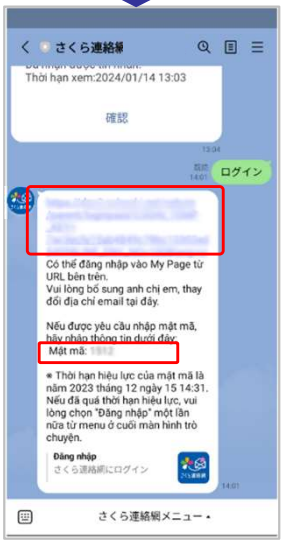 さくら連絡網
Thời hạn xem:2024/01/14 13:03
確認
13:04
既読
14:01
ログイン
Có thể đăng nhập vào My Page từ
URL bên trên.
Vui lòng bổ sung anh chị em, thay
đổi địa chỉ email tại đây.
Nếu được yêu cầu nhập mật mã,
hãy nhập thông tin dưới đây:
Mật mã:
※ Thời hạn hiệu lực của mật mã là
năm 2023 tháng 12 ngày 15 14:31.
Nếu đã quá thời hạn hiệu lực, vui
lòng chọn "Đăng nhập" một lần
nữa từ menu ở cuối màn hình trò
chuyện.
Đăng nhập
さくら連絡網にログイン
14:01
さくら連絡網メニュー